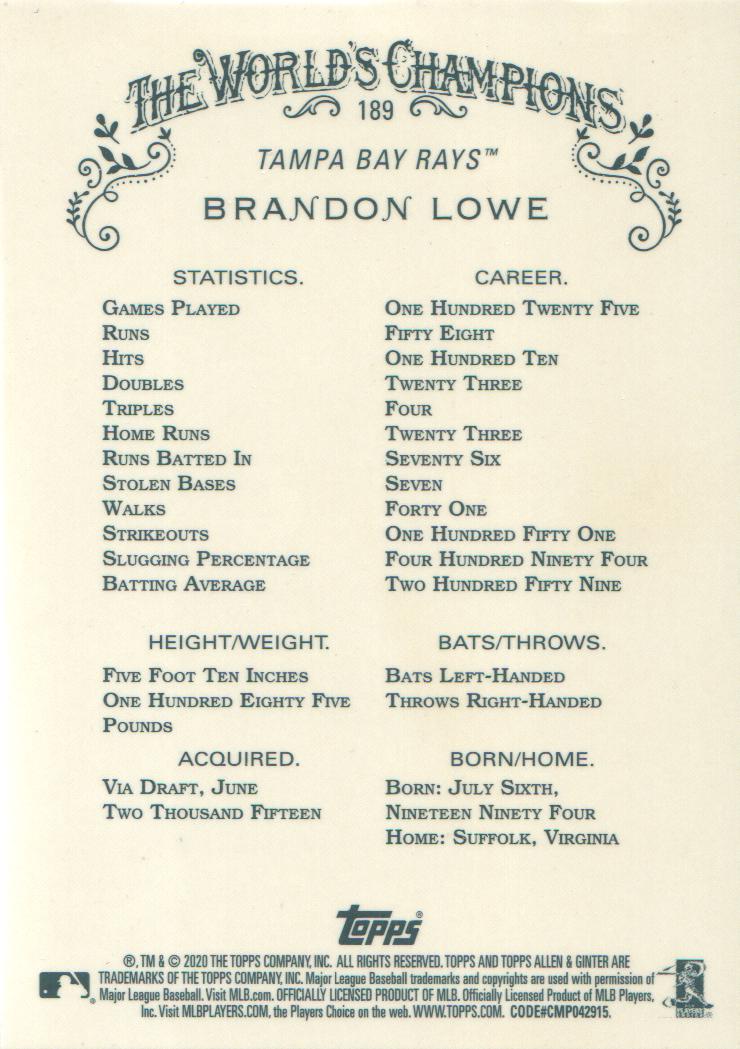 THE WORLD'S CHAMPIONS
189
TAMPA BAY RAYS™
BRANDON LOWE
STATISTICS. CAREER.
GAMES PLAYED ONE HUNDRED TWENTY FIVE
RUNS FIFTY EIGHT
HITS ONE HUNDRED TEN
DOUBLES TWENTY THREE
TRIPLES FOUR
HOME RUNS TWENTY THREE
RUNS BATTED IN SEVENTY SIX
STOLEN BASES SEVEN
WALKS FORTY ONE
STRIKEOUTS ONE HUNDRED FIFTY ONE
SLUGGING PERCENTAGE FOUR HUNDRED NINETY FOUR
BATTING AVERAGE TWO HUNDRED FIFTY NINE
HEIGHT/WEIGHT.
FIVE FOOT TEN INCHES
ONE HUNDRED EIGHTY FIVE
POUNDS
BATS/THROWS.
BATS LEFT-HANDED
THROWS RIGHT-HANDED
ACQUIRED.
VIA DRAFT, JUNE
TWO THOUSAND FIFTEEN
BORN/HOME.
BORN: JULY SIXTH,
NINETEEN NINETY FOUR
HOME: SUFFOLK, VIRGINIA
topps®
®, TM & © 2020 THE TOPPS COMPANY, INC. ALL RIGHTS RESERVED. TOPPS AND TOPPS ALLEN & GINTER ARE
TRADEMARKS OF THE TOPPS COMPANY, INC. Major League Baseball trademarks and copyrights are used with permission of
Major League Baseball. Visit MLB.com. OFFICIALLY LICENSED PRODUCT OF MLB. Officially Licensed Product of MLB Players,
Inc. Visit MLBPLAYERS.COM, the Players Choice on the web. WWW.TOPPS.COM. CODE#CMP042915.